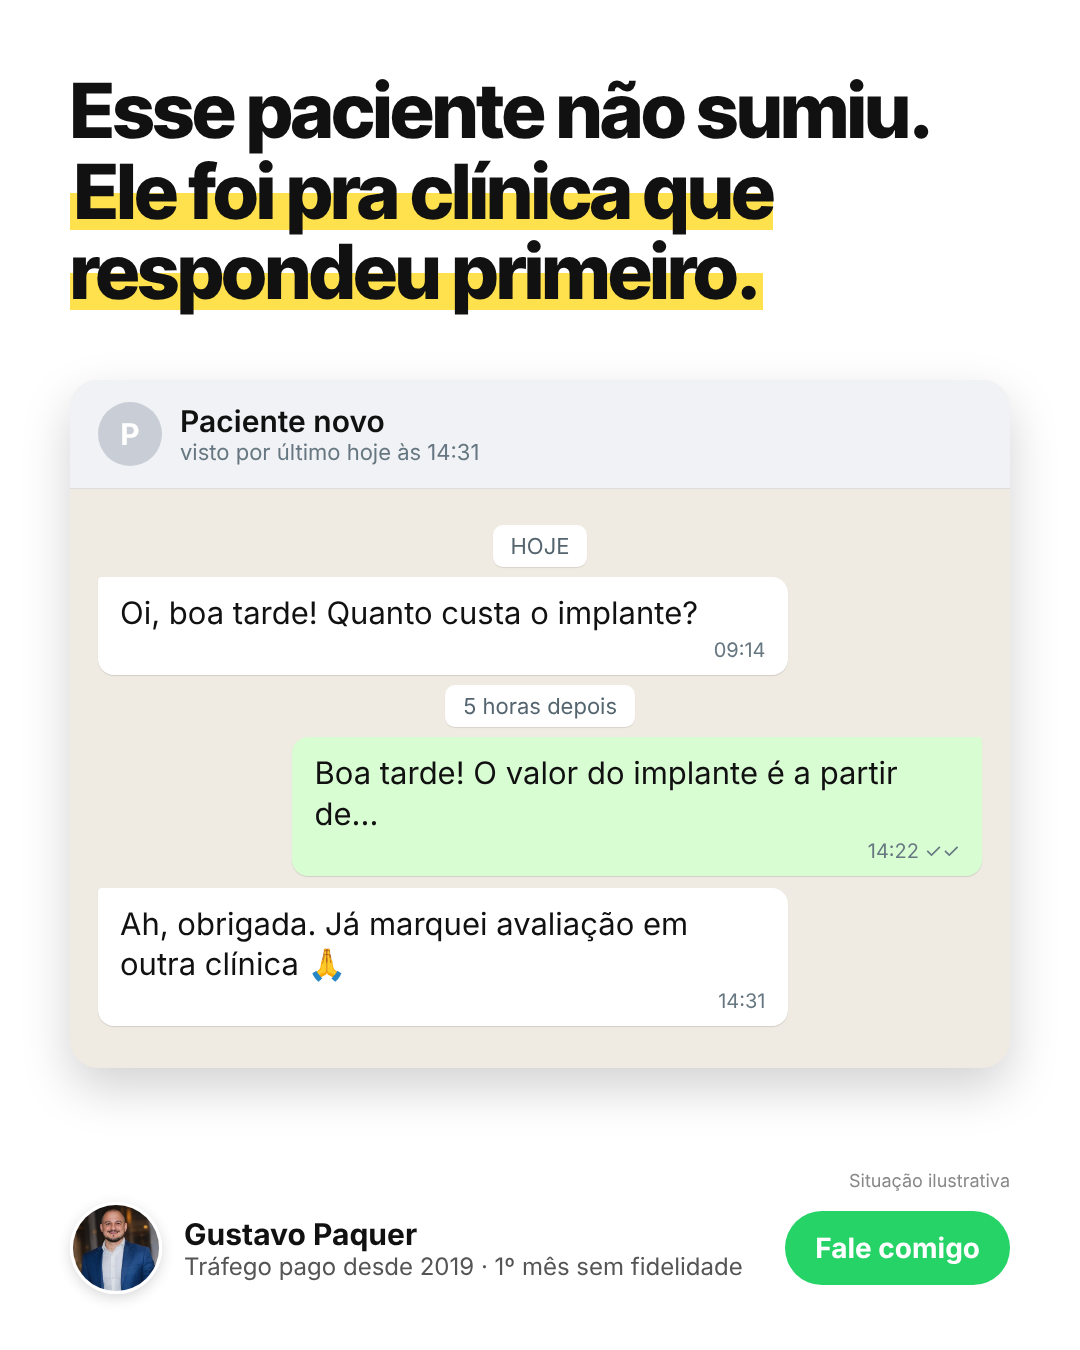 Esse paciente não sumiu.
Ele foi pra clínica que
respondeu primeiro.
P
Paciente novo
visto por último hoje às 14:31
HOJE
Oi, boa tarde! Quanto custa o implante?
09:14
5 horas depois
Boa tarde! O valor do implante é a partir
de...
14:22 ✓✓
Ah, obrigada. Já marquei avaliação em
outra clínica 🙏
14:31
Situação ilustrativa
Gustavo Paquer
Tráfego pago desde 2019 · 1º mês sem fidelidade
Fale comigo